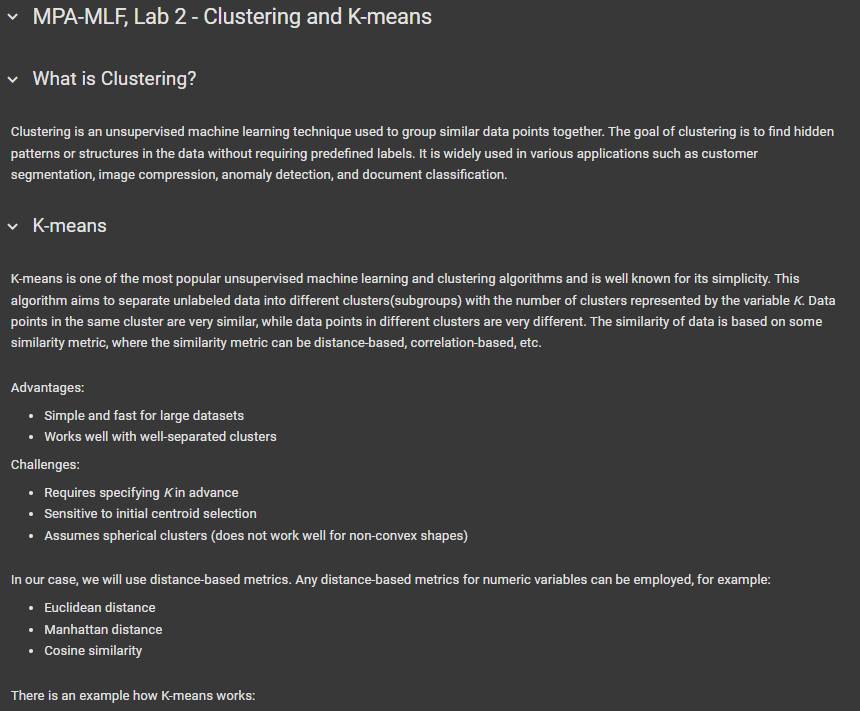 MPA-MLF, Lab 2 - Clustering and K-means
What is Clustering?
Clustering is an unsupervised machine learning technique used to group similar data points together. The goal of clustering is to find hidden
patterns or structures in the data without requiring predefined labels. It is widely used in various applications such as customer
segmentation, image compression, anomaly detection, and document classification.
K-means
K-means is one of the most popular unsupervised machine learning and clustering algorithms and is well known for its simplicity. This
algorithm aims to separate unlabeled data into different clusters(subgroups) with the number of clusters represented by the variable K. Data
points in the same cluster are very similar, while data points in different clusters are very different. The similarity of data is based on some
similarity metric, where the similarity metric can be distance-based, correlation-based, etc.
Advantages:
• Simple and fast for large datasets
• Works well with well-separated clusters
Challenges:
• Requires specifying K in advance
• Sensitive to initial centroid selection
• Assumes spherical clusters (does not work well for non-convex shapes)
In our case, we will use distance-based metrics. Any distance-based metrics for numeric variables can be employed, for example:
• Euclidean distance
• Manhattan distance
• Cosine similarity
There is an example how K-means works: